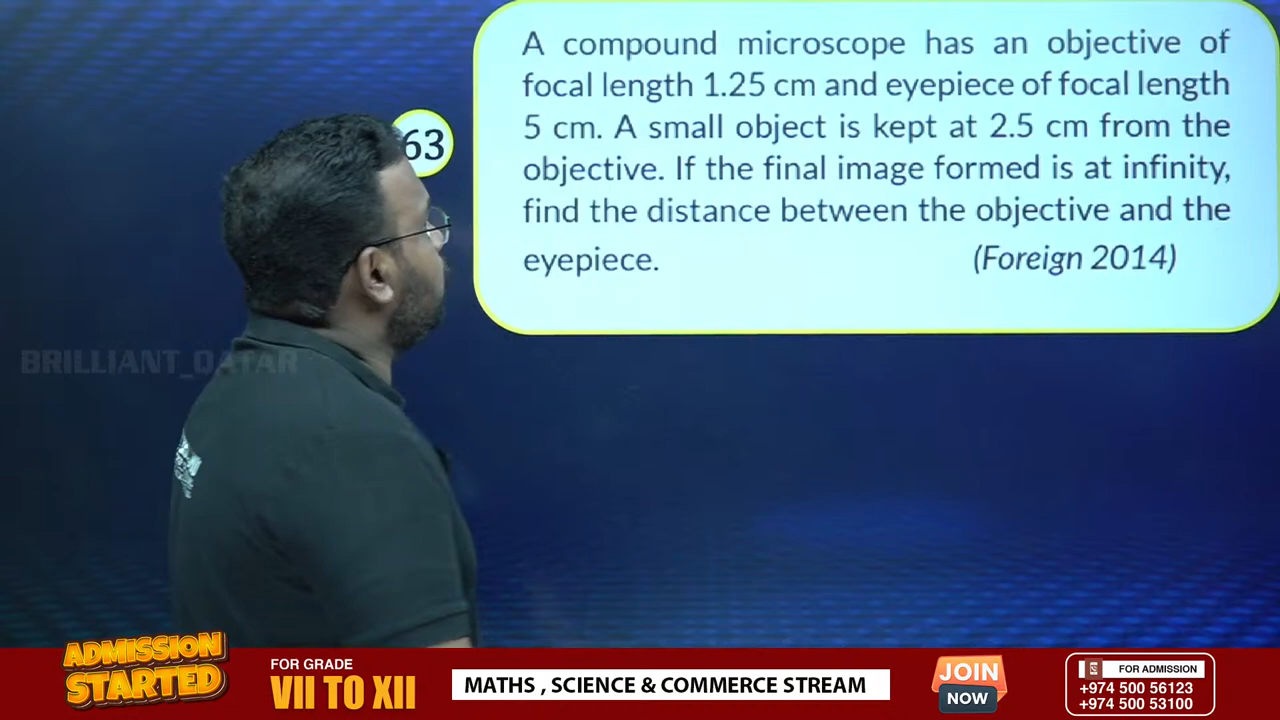 A compound microscope has an objective of
focal length 1.25 cm and eyepiece of focal length
5 cm. A small object is kept at 2.5 cm from the
63
objective. If the final image formed is at infinity,
find the distance between the objective and the
eyepiece. (Foreign 2014)
BRILLIANT_QATAR
ADMISSION
STARTED
FOR GRADE
VII TO XII
MATHS , SCIENCE & COMMERCE STREAM
JOIN
NOW
FOR ADMISSION
+974 500 56123
+974 500 53100